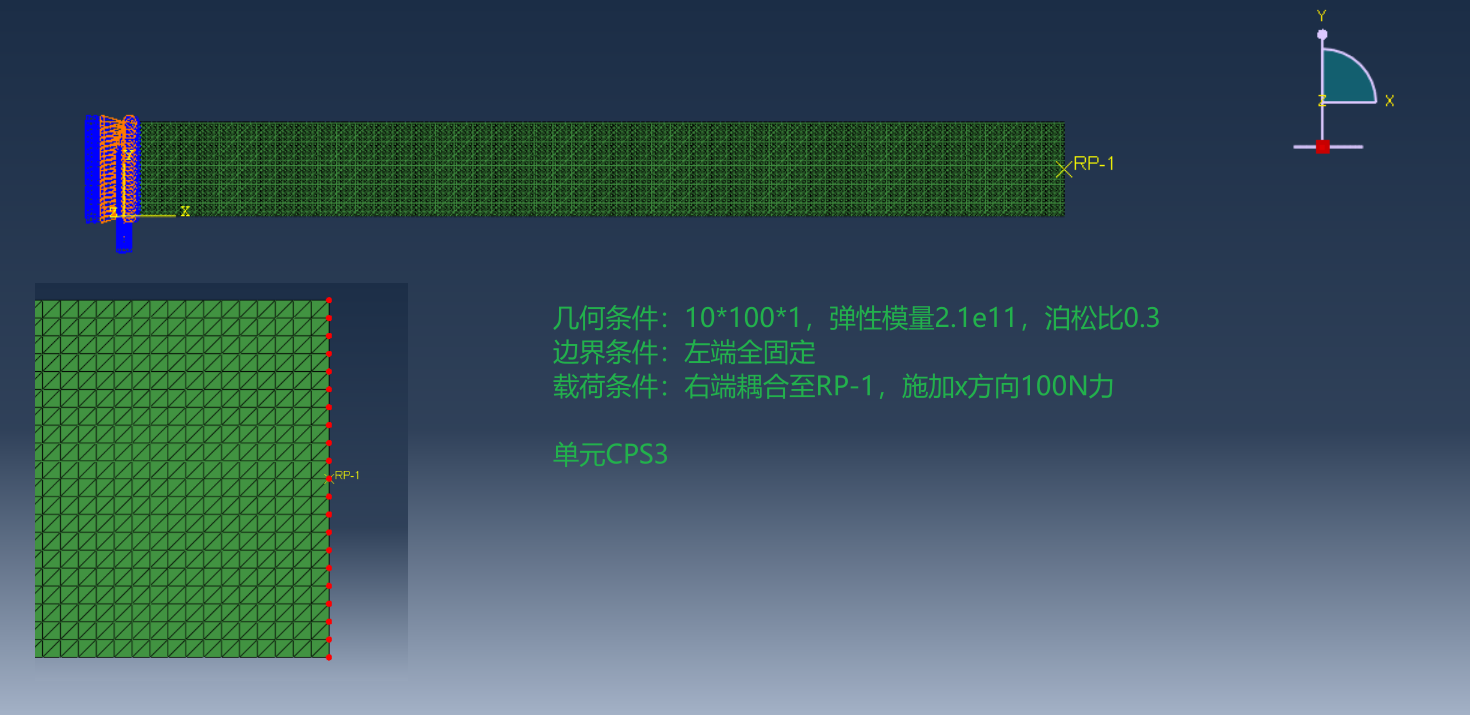 Y
Z
X
RP-1
Y
Z
X
几何条件：10*100*1，弹性模量2.1e11，泊松比0.3
边界条件：左端全固定
载荷条件：右端耦合至RP-1，施加x方向100N力
RP-1
单元CPS3